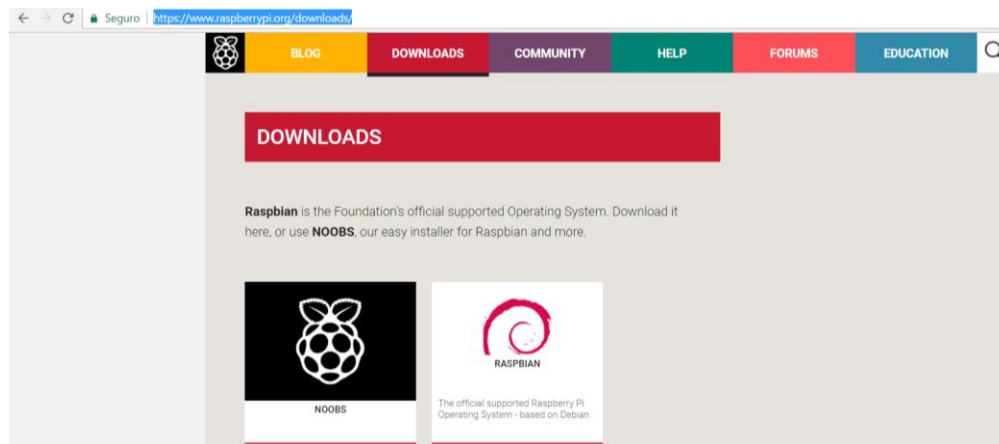 Seguro https://www.raspberrypi.org/downloads/
BLOG DOWNLOADS COMMUNITY HELP FORUMS EDUCATION
DOWNLOADS
Raspbian is the Foundation's official supported Operating System. Download it
here, or use NOOBS, our easy installer for Raspbian and more.
NOOBS
RASPBIAN
The official supported Raspberry Pi
Operating System - based on Debian